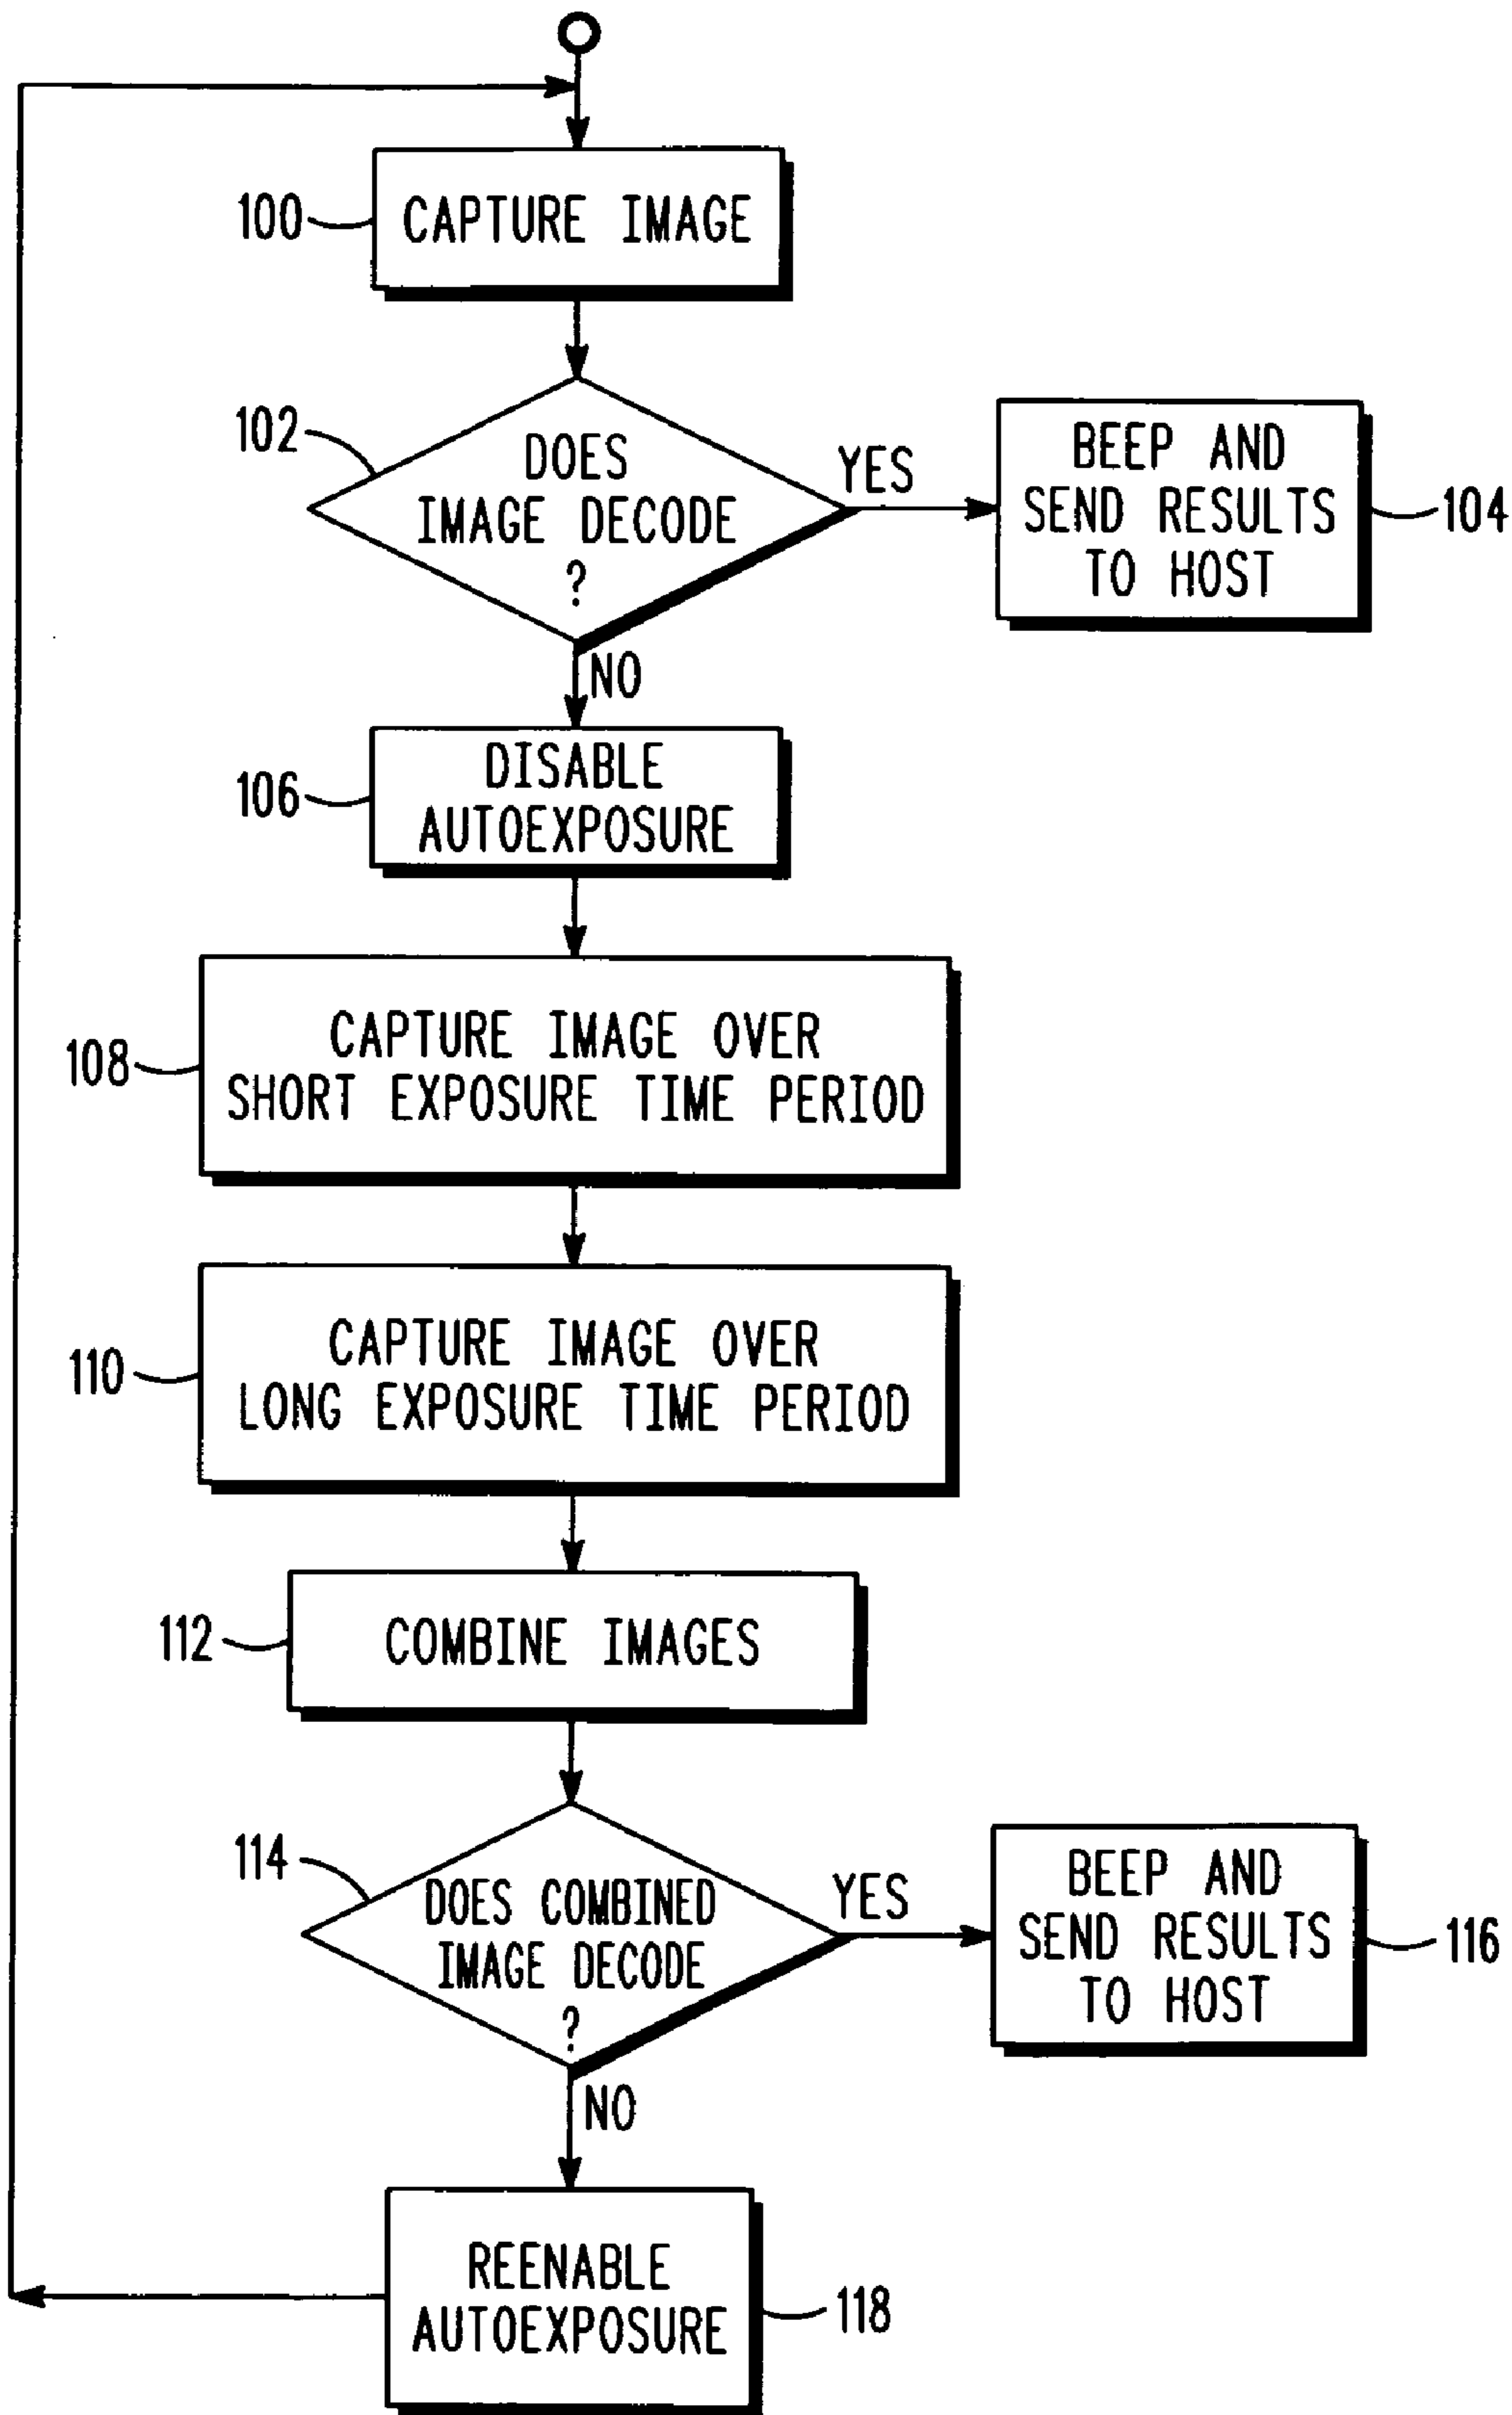 100
CAPTURE IMAGE
102
DOES
IMAGE DECODE
?
YES
BEEP AND
SEND RESULTS
TO HOST
104
NO
106
DISABLE
AUTOEXPOSURE
108
CAPTURE IMAGE OVER
SHORT EXPOSURE TIME PERIOD
110
CAPTURE IMAGE OVER
LONG EXPOSURE TIME PERIOD
112
COMBINE IMAGES
114
DOES COMBINED
IMAGE DECODE
?
YES
BEEP AND
SEND RESULTS
TO HOST
116
NO
REENABLE
AUTOEXPOSURE
118